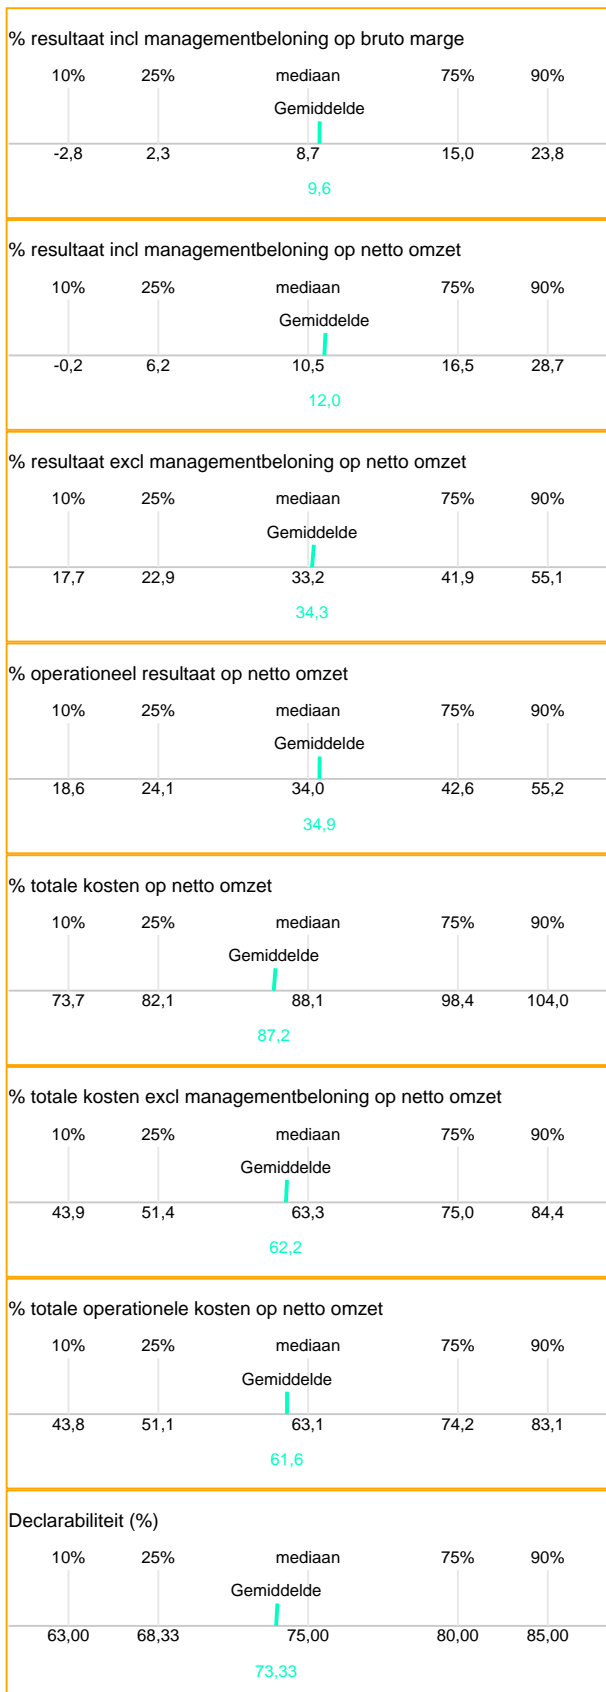 % resultaat incl managementbeloning op bruto marge
10% 25% mediaan 75% 90%
Gemiddelde
-2,8 2,3 8,7 15,0 23,8
9,6
% resultaat incl managementbeloning op netto omzet
10% 25% mediaan 75% 90%
Gemiddelde
-0,2 6,2 10,5 16,5 28,7
12,0
% resultaat excl managementbeloning op netto omzet
10% 25% mediaan 75% 90%
Gemiddelde
17,7 22,9 33,2 41,9 55,1
34,3
% operationeel resultaat op netto omzet
10% 25% mediaan 75% 90%
Gemiddelde
18,6 24,1 34,0 42,6 55,2
34,9
% totale kosten op netto omzet
10% 25% mediaan 75% 90%
Gemiddelde
73,7 82,1 88,1 98,4 104,0
87,2
% totale kosten excl managementbeloning op netto omzet
10% 25% mediaan 75% 90%
Gemiddelde
43,9 51,4 63,3 75,0 84,4
62,2
% totale operationele kosten op netto omzet
10% 25% mediaan 75% 90%
Gemiddelde
43,8 51,1 63,1 74,2 83,1
61,6
Declarabiliteit (%)
10% 25% mediaan 75% 90%
Gemiddelde
63,00 68,33 75,00 80,00 85,00
73,33